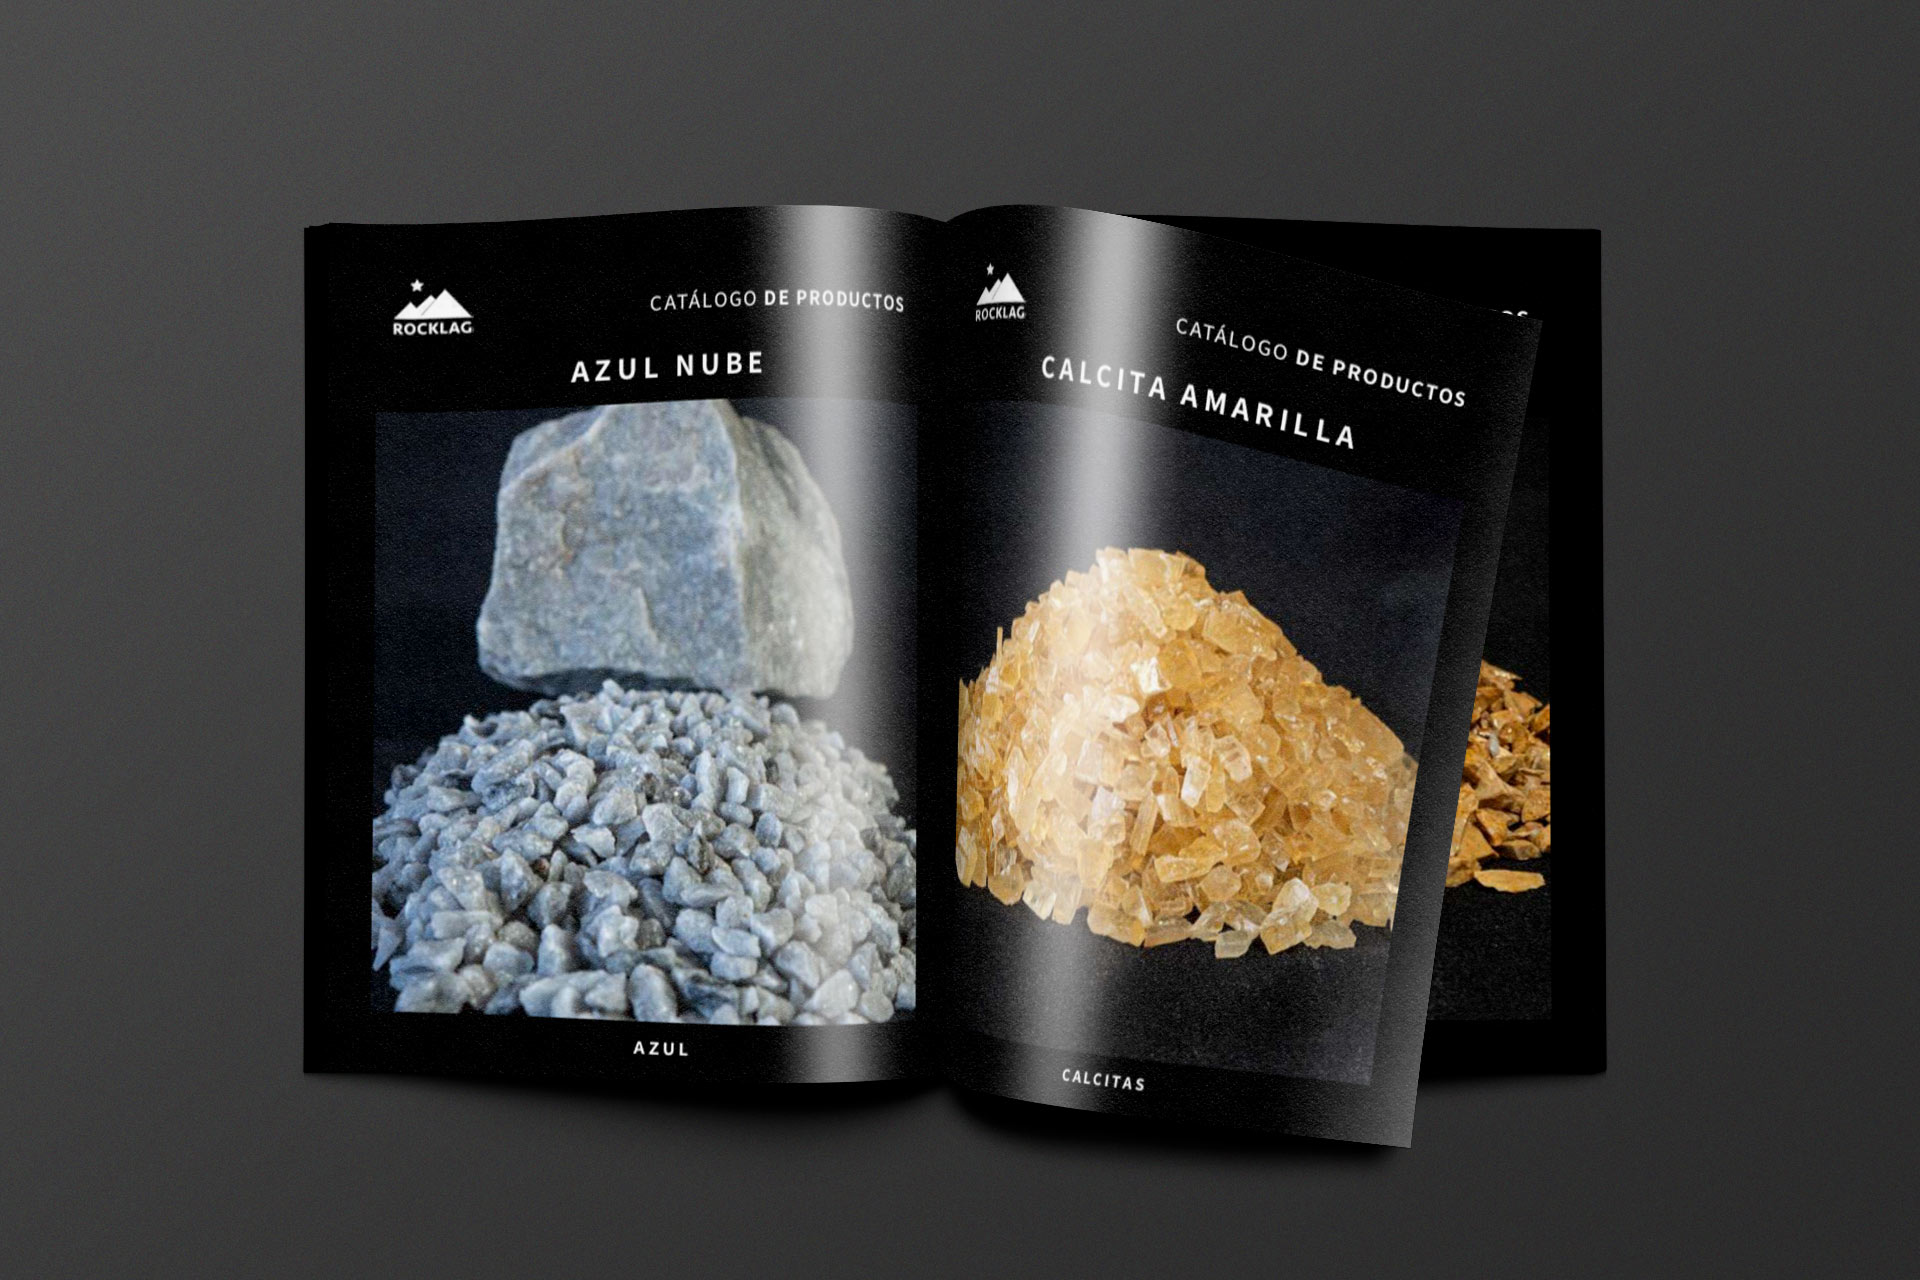 ROCKLAG
CATÁLOGO DE PRODUCTOS
AZUL NUBE
AZUL
ROCKLAG
CATÁLOGO DE PRODUCTOS
CALCITA AMARILLA
CALCITAS